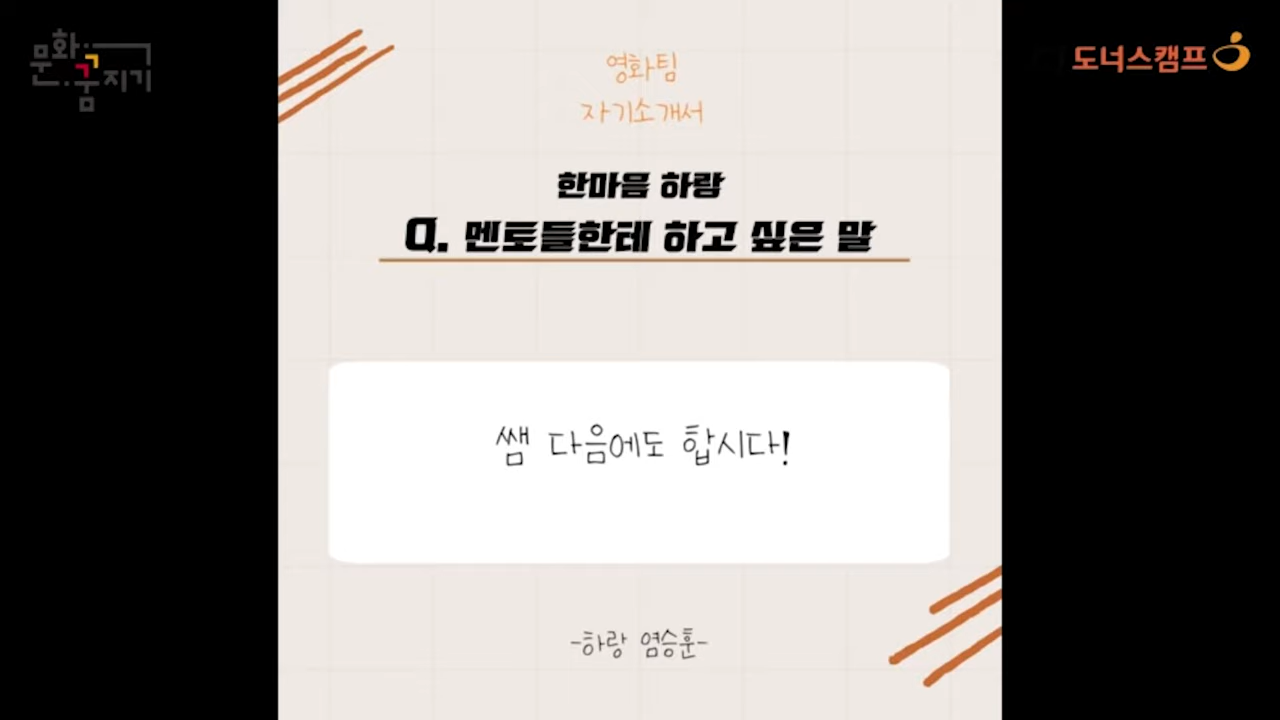 문화
꿈지기
도너스캠프
영화팀
자기소개서
한마음 하랑
Q. 멘토들한테 하고 싶은 말
쌤 다음에도 합시다!
-하랑 염승훈-